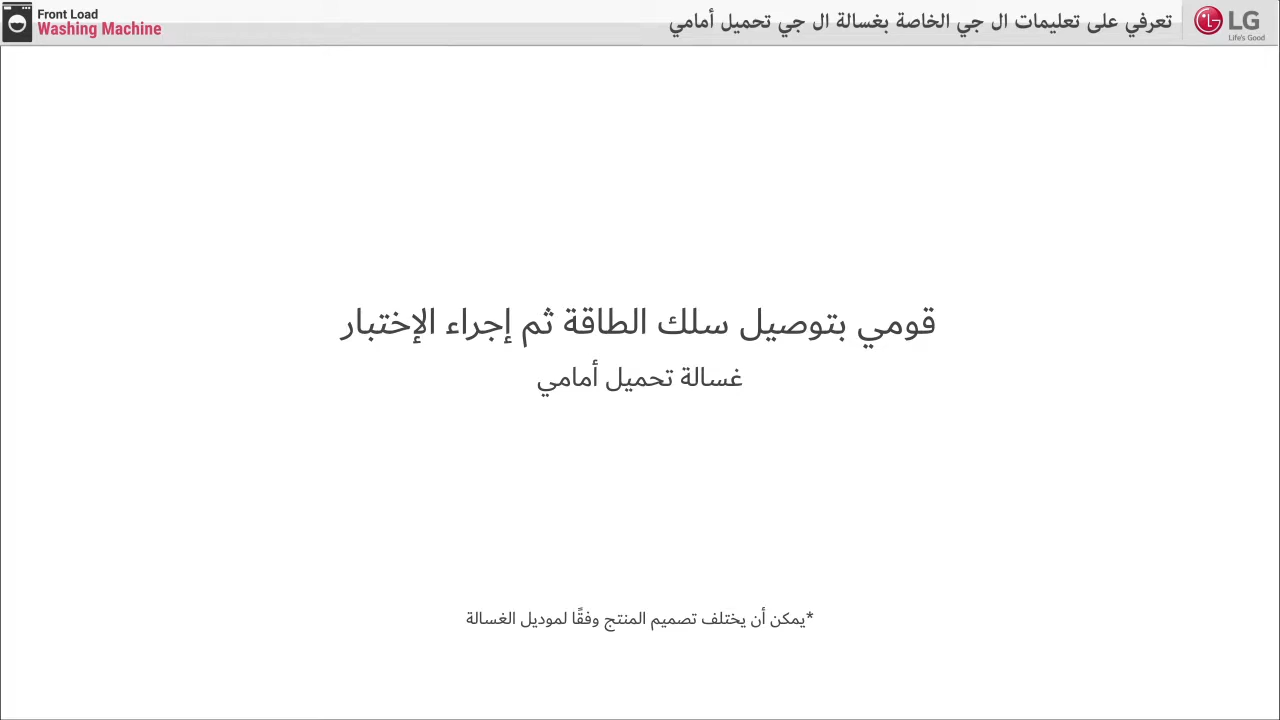 Front Load
Washing Machine
تعرفي على تعليمات ال جي الخاصة بغسالة ال جي تحميل أمامي
LG
Life's Good
قومي بتوصيل سلك الطاقة ثم إجراء الإختبار
غسالة تحميل أمامي
*يمكن أن يختلف تصميم المنتج وفقًا لموديل الغسالة